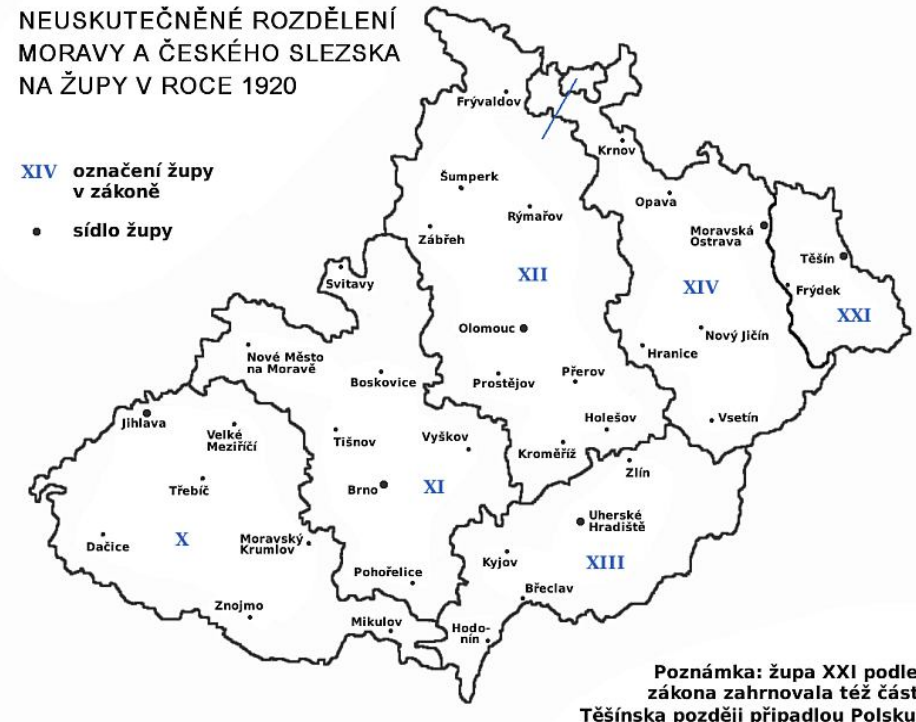 NEUSKUTEČNĚNÉ ROZDĚLENÍ
MORAVY A ČESKÉHO SLEZSKA
NA ŽUPY V ROCE 1920
XIV označení župy
v zákoně
sídlo župy
Frývaldov
Krnov
Šumperk
Opava
Rýmařov
Zábřeh
Moravská
Ostrava
Těšín
Svitavy
XII
XIV
Frýdek
XXI
Olomouc
Nový Jičín
Nové Město
na Moravě
Hranice
Boskovice
Prostějov
Přerov
Jihlava
Velké
Meziříčí
Tišnov
Vyškov
Holešov
Vsetín
Kroměříž
Zlín
Třebíč
Brno
XI
Uherské
Hradiště
Dačice
X
Moravský
Krumlov
Kyjov
XIII
Pohořelice
Břeclav
Znojmo
Mikulov
Hodo-
nín
Poznámka: župa XXI podle
zákona zahrnovala též část
Těšínska později připadlou Polsku